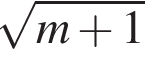 √m + 1